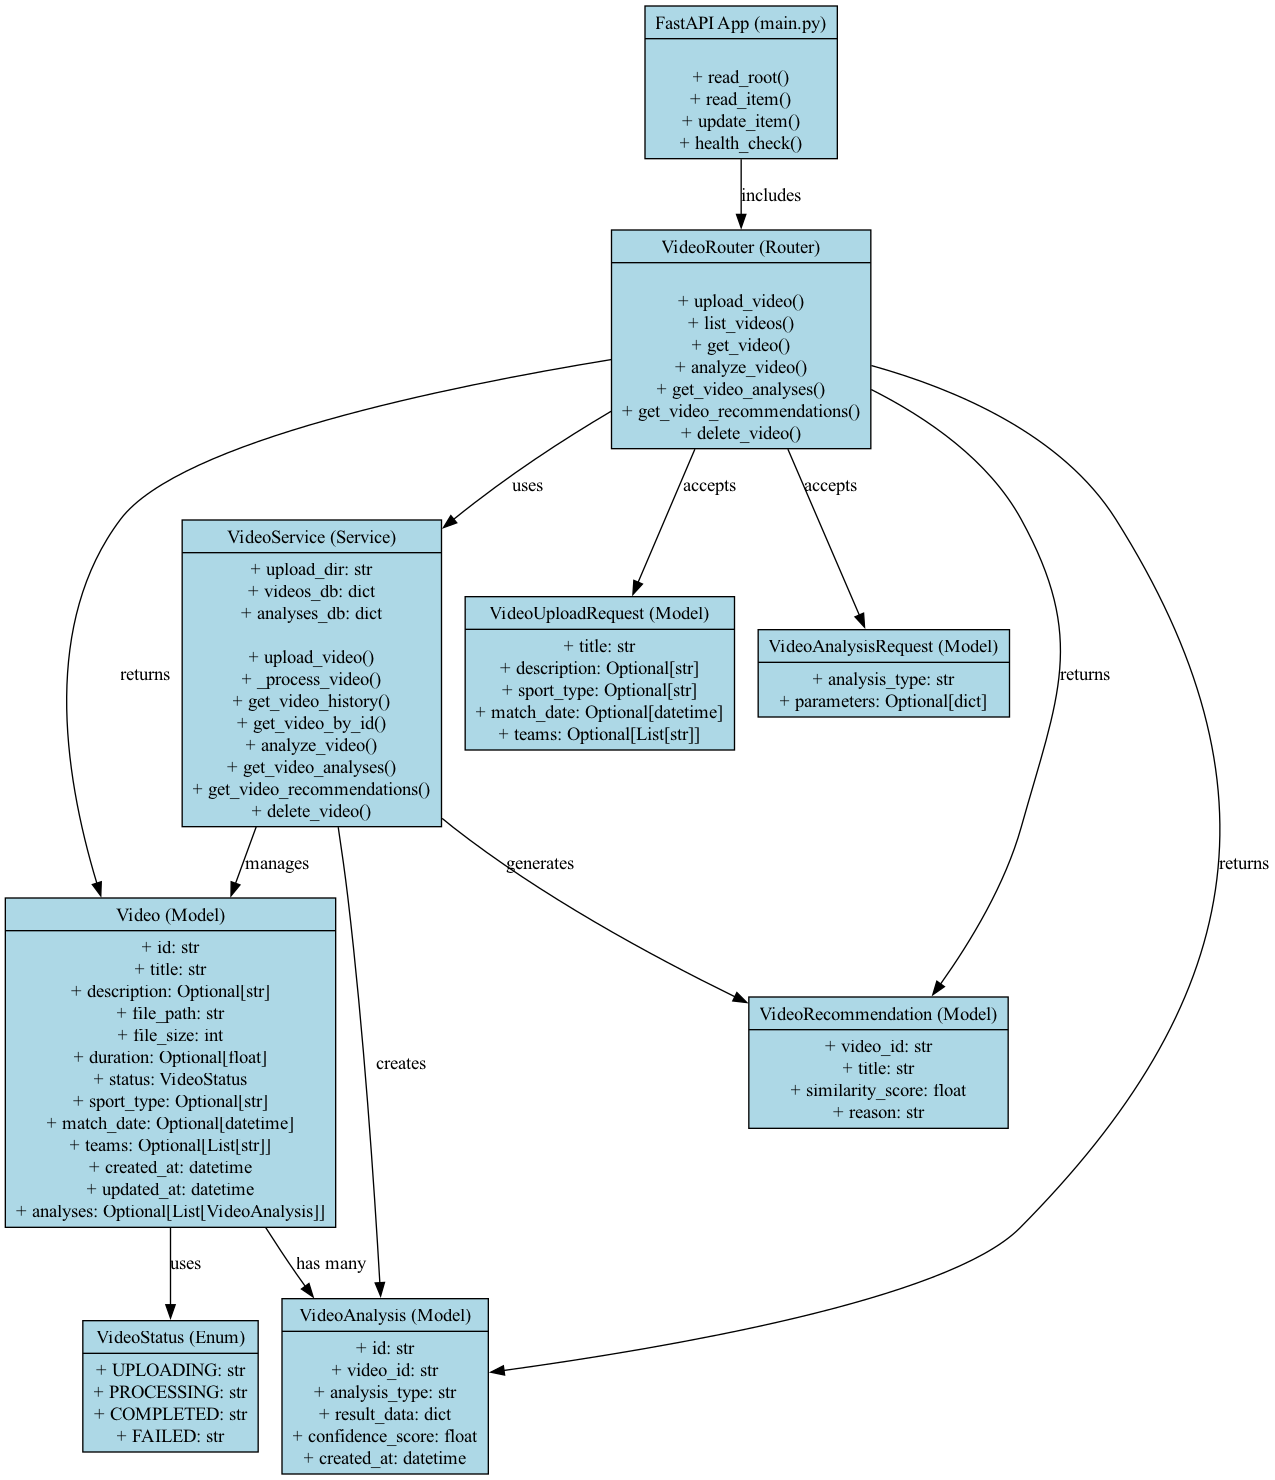 FastAPI App (main.py)
+ read_root()
+ read_item()
+ update_item()
+ health_check()
includes
VideoRouter (Router)
+ upload_video()
+ list_videos()
+ get_video()
+ analyze_video()
+ get_video_analyses()
+ get_video_recommendations()
+ delete_video()
uses
accepts
accepts
returns
returns
returns
VideoService (Service)
+ upload_dir: str
+ videos_db: dict
+ analyses_db: dict
+ upload_video()
+ _process_video()
+ get_video_history()
+ get_video_by_id()
+ analyze_video()
+ get_video_analyses()
+ get_video_recommendations()
+ delete_video()
VideoUploadRequest (Model)
+ title: str
+ description: Optional[str]
+ sport_type: Optional[str]
+ match_date: Optional[datetime]
+ teams: Optional[List[str]]
VideoAnalysisRequest (Model)
+ analysis_type: str
+ parameters: Optional[dict]
manages
generates
creates
Video (Model)
+ id: str
+ title: str
+ description: Optional[str]
+ file_path: str
+ file_size: int
+ duration: Optional[float]
+ status: VideoStatus
+ sport_type: Optional[str]
+ match_date: Optional[datetime]
+ teams: Optional[List[str]]
+ created_at: datetime
+ updated_at: datetime
+ analyses: Optional[List[VideoAnalysis]]
VideoRecommendation (Model)
+ video_id: str
+ title: str
+ similarity_score: float
+ reason: str
uses
has many
VideoStatus (Enum)
+ UPLOADING: str
+ PROCESSING: str
+ COMPLETED: str
+ FAILED: str
VideoAnalysis (Model)
+ id: str
+ video_id: str
+ analysis_type: str
+ result_data: dict
+ confidence_score: float
+ created_at: datetime